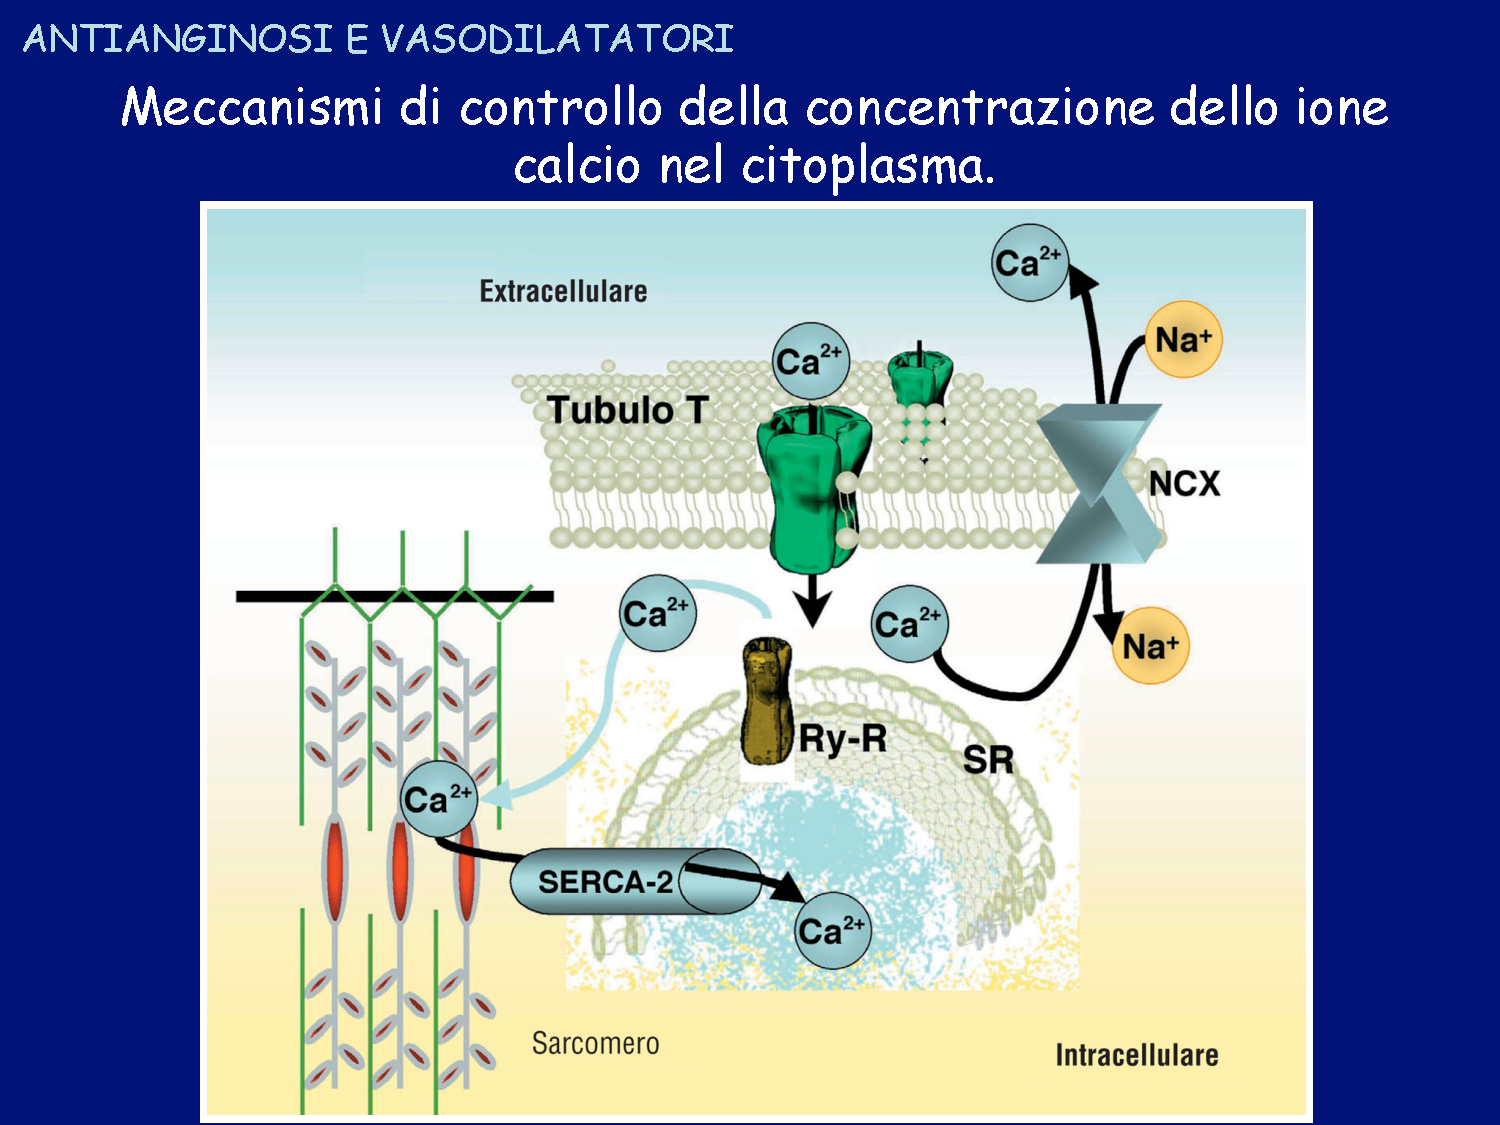 ANTIANGINOSI E VASODILATATORI
Meccanismi di controllo della concentrazione dello ione
calcio nel citoplasma.
Ca2+
Extracellulare
Na+
Ca2+
Tubulo T
NCX
Ca2+
Ca2+
Na+
Ry-R
SR
Ca2+
SERCA-2
Ca2+
Sarcomero
Intracellulare